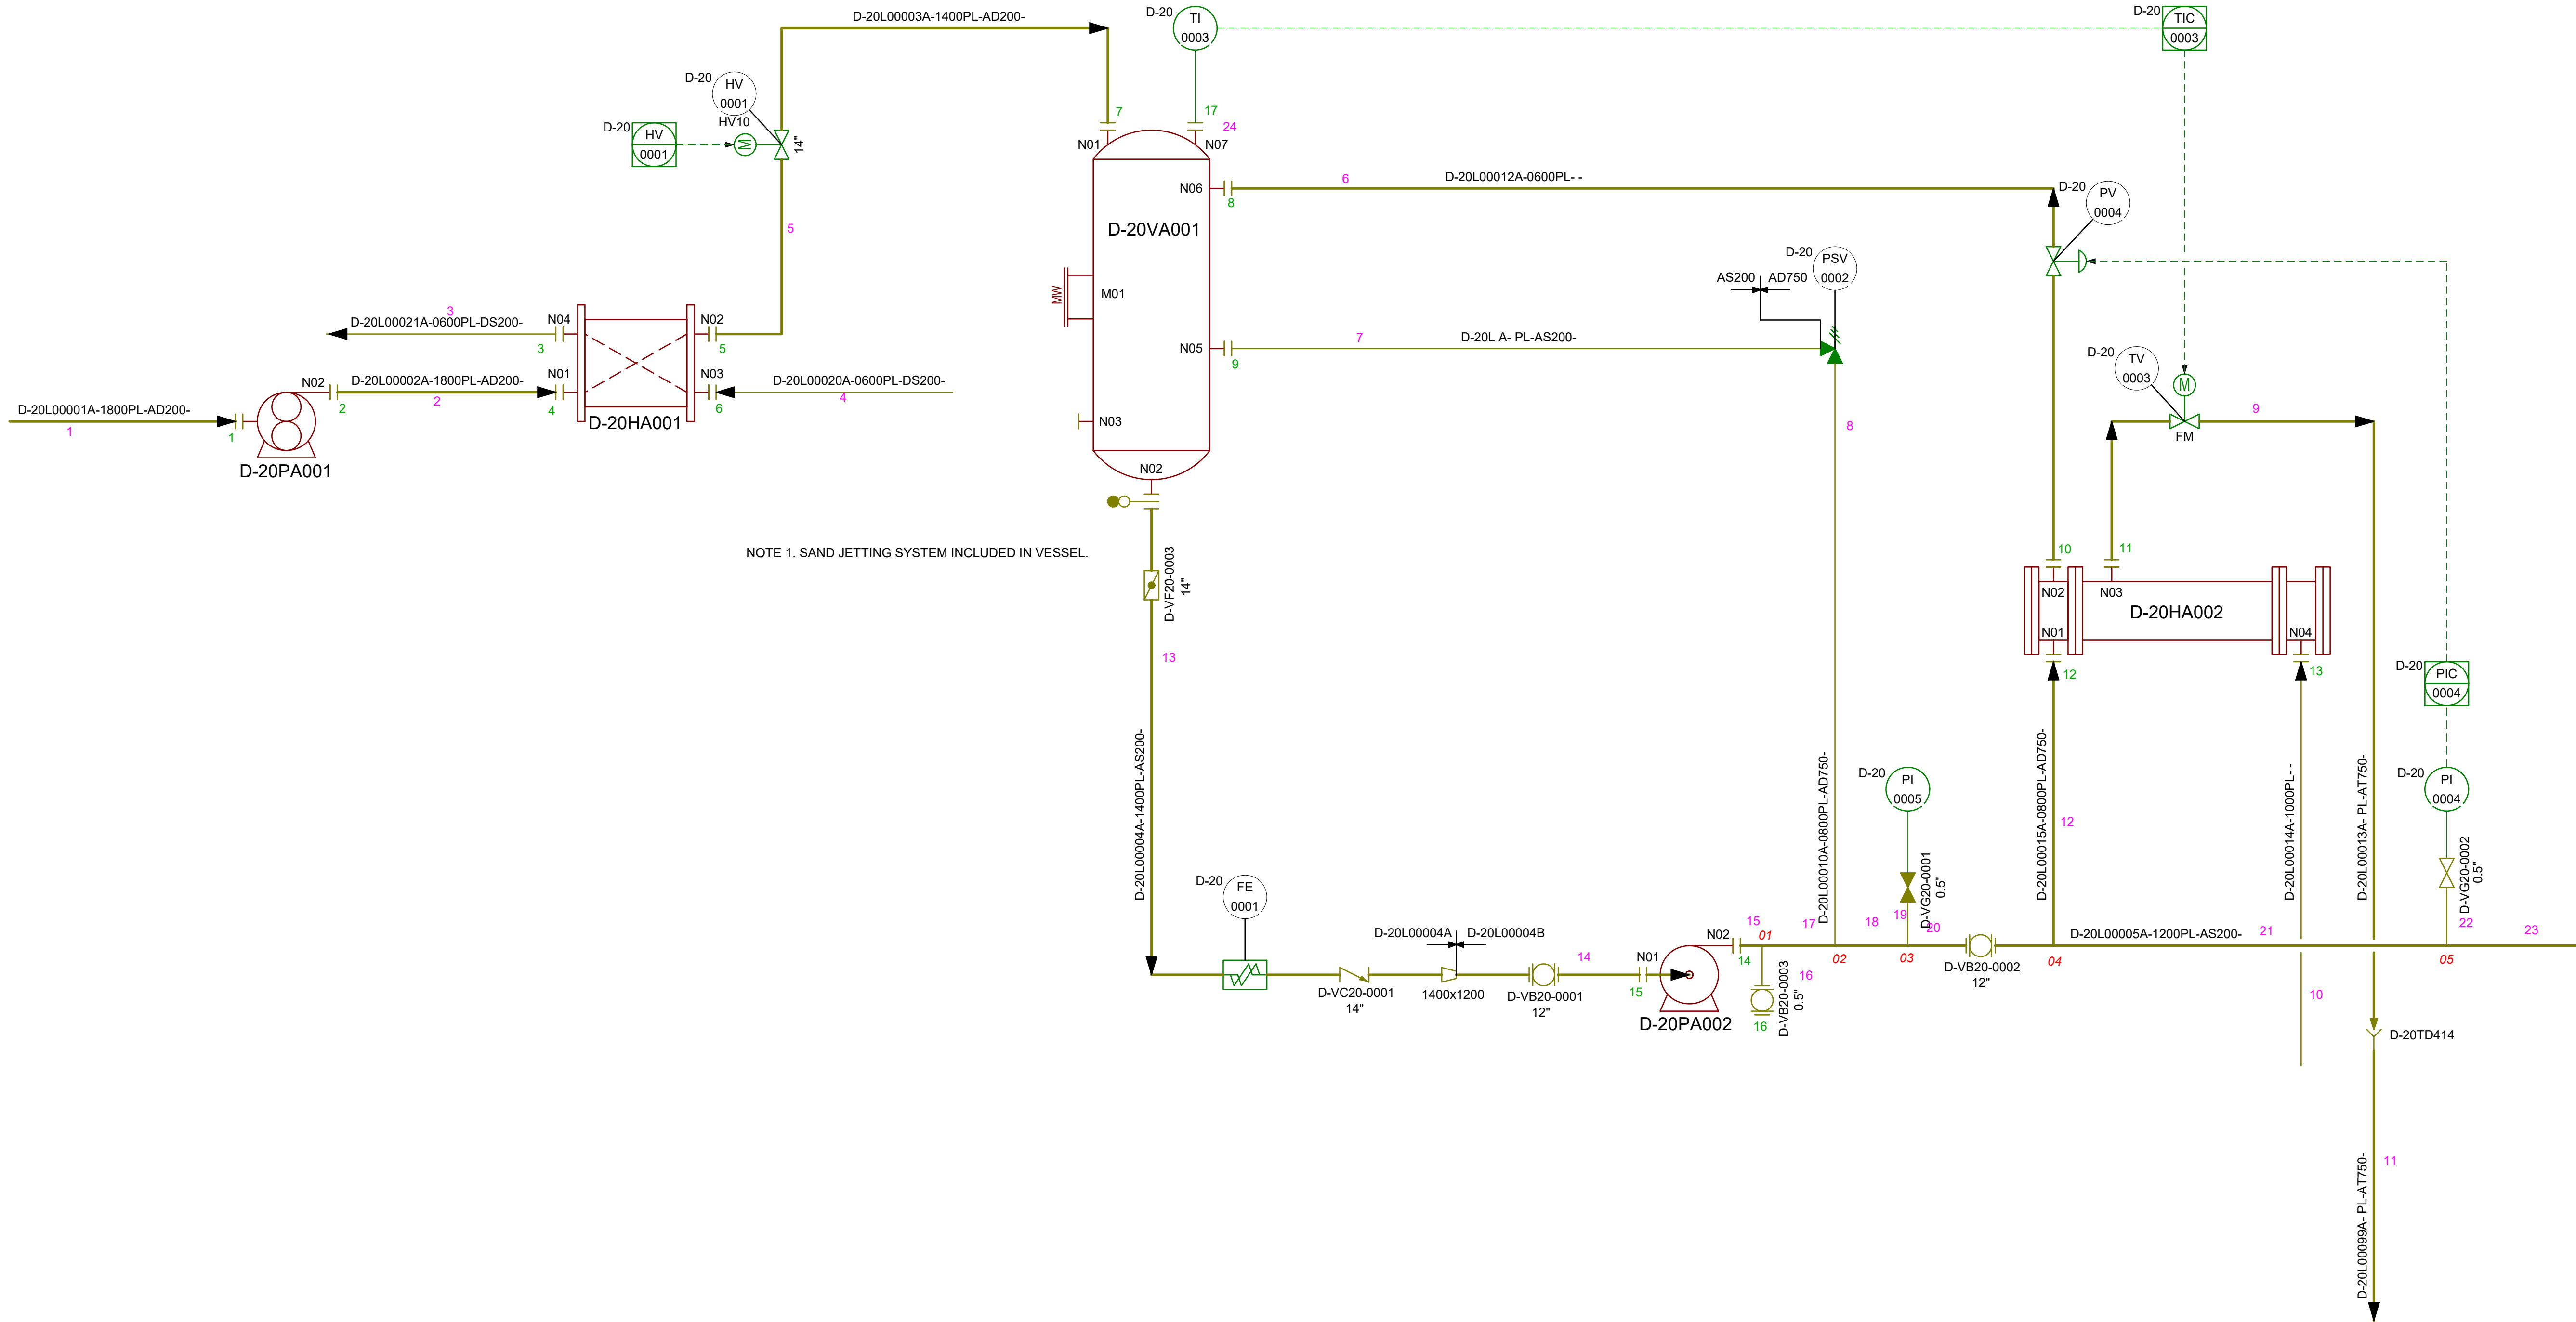 D-20L00003A-1400PL-AD200-
D-20
TI
0003
D-20
TIC
0003
D-20
HV
0001
HV10
D-20
HV
0001
M
14"
7
17
24
N01
N07
N06
8
6
D-20L00012A-0600PL- -
D-20
PV
0004
D-20VA001
5
MW
M01
AS200
AD750
D-20
PSV
0002
3
D-20L00021A-0600PL-DS200-
N04
N02
3
5
N05
9
7
D-20L A- PL-AS200-
D-20
TV
0003
M
FM
9
N02
D-20L00002A-1800PL-AD200-
2
2
N01
4
N03
6
D-20L00020A-0600PL-DS200-
4
D-20L00001A-1800PL-AD200-
1
1
D-20PA001
D-20HA001
N03
N02
8
NOTE 1. SAND JETTING SYSTEM INCLUDED IN VESSEL.
D-VF20-0003
14"
13
10
11
N02
N03
D-20HA002
N01
N04
12
13
D-20
PIC
0004
D-20L00004A-1400PL-AS200-
D-20L00010A-0800PL-AD750-
D-20
PI
0005
D-VG20-0001
0.5"
D-20L00015A-0800PL-AD750-
12
D-20L00014A-1000PL- -
D-20L00013A- PL-AT750-
D-20
PI
0004
D-VG20-0002
0.5"
D-20
FE
0001
D-20L00004A
D-20L00004B
N02
15
01
17
18
19
20
D-20L00005A-1200PL-AS200-
21
22
23
D-VC20-0001
14"
1400x1200
D-VB20-0001
12"
14
N01
15
14
16
02
03
D-VB20-0002
12"
04
05
D-20PA002
16
D-VB20-0003
0.5"
10
D-20TD414
11
D-20L00099A- PL-AT750-